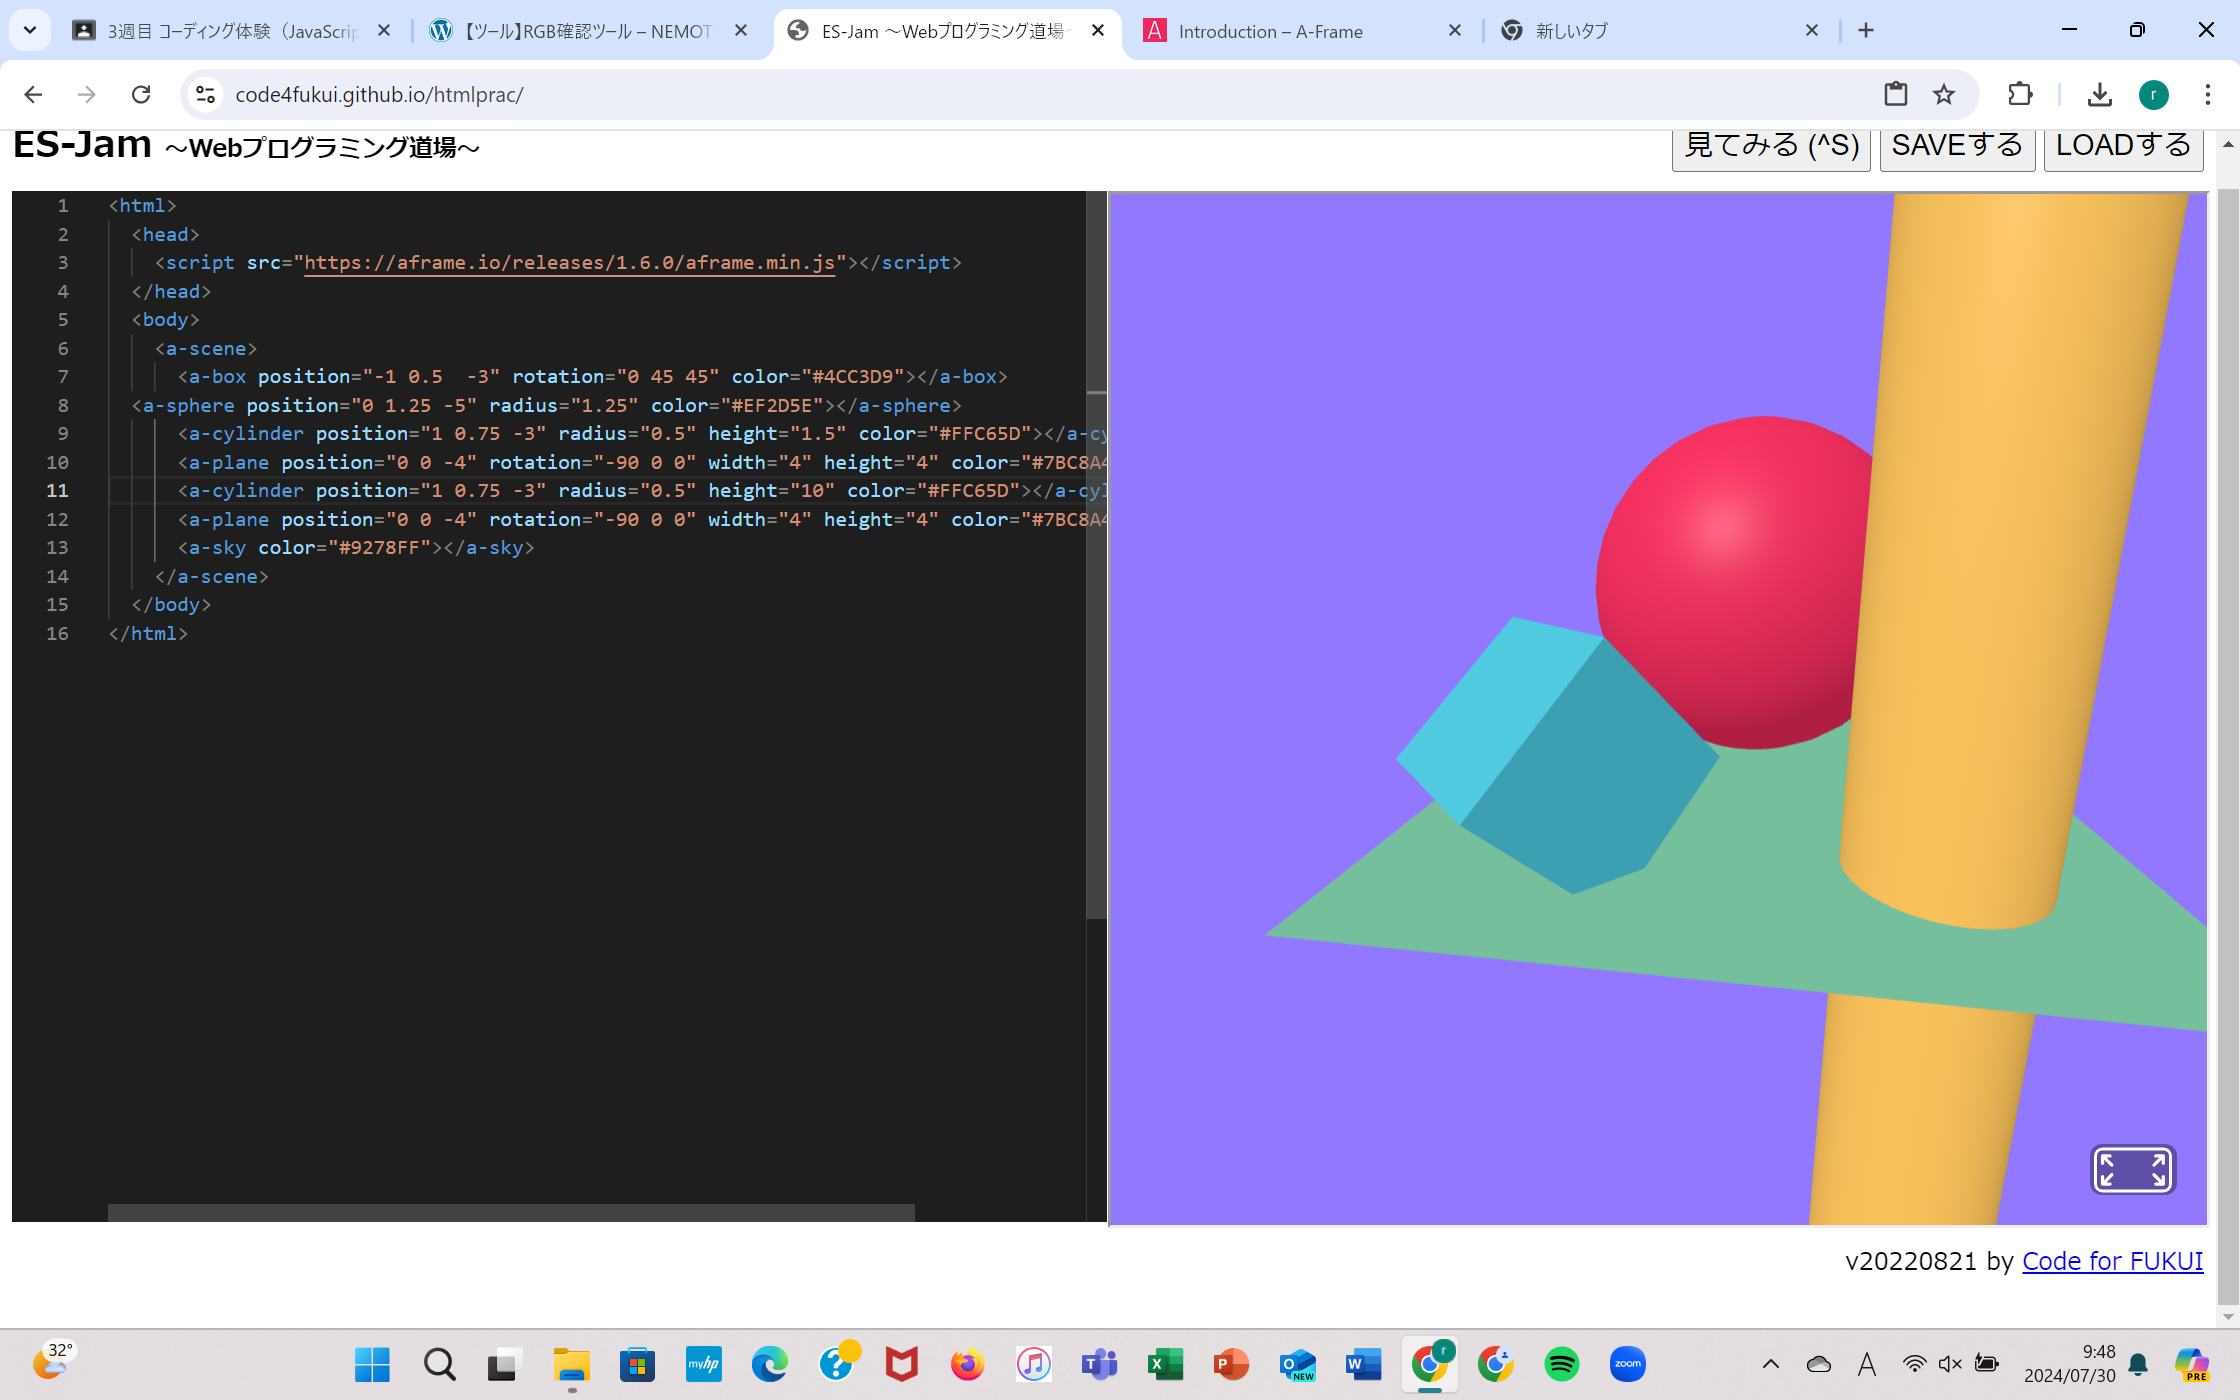 3週目 コーディング体験（JavaScrip
【ツール】RGB確認ツール – NEMOT
ES-Jam 〜Webプログラミング道場〜
Introduction – A-Frame
新しいタブ
code4fukui.github.io/htmlprac/
r
ES-Jam 〜Webプログラミング道場〜
見てみる (^S)
SAVEする
LOADする
1 <html>
2 <head>
3 <script src="https://aframe.io/releases/1.6.0/aframe.min.js"></script>
4 </head>
5 <body>
6 <a-scene>
7 <a-box position="-1 0.5  -3" rotation="0 45 45" color="#4CC3D9"></a-box>
8 <a-sphere position="0 1.25 -5" radius="1.25" color="#EF2D5E"></a-sphere>
9 <a-cylinder position="1 0.75 -3" radius="0.5" height="1.5" color="#FFC65D"></a-cy
10 <a-plane position="0 0 -4" rotation="-90 0 0" width="4" height="4" color="#7BC8A4
11 <a-cylinder position="1 0.75 -3" radius="0.5" height="10" color="#FFC65D"></a-cyl
12 <a-plane position="0 0 -4" rotation="-90 0 0" width="4" height="4" color="#7BC8A4
13 <a-sky color="#9278FF"></a-sky>
14 </a-scene>
15 </body>
16 </html>
v20220821 by Code for FUKUI
32°
myhp
NEW
zoom
A
9:48
2024/07/30
PRE